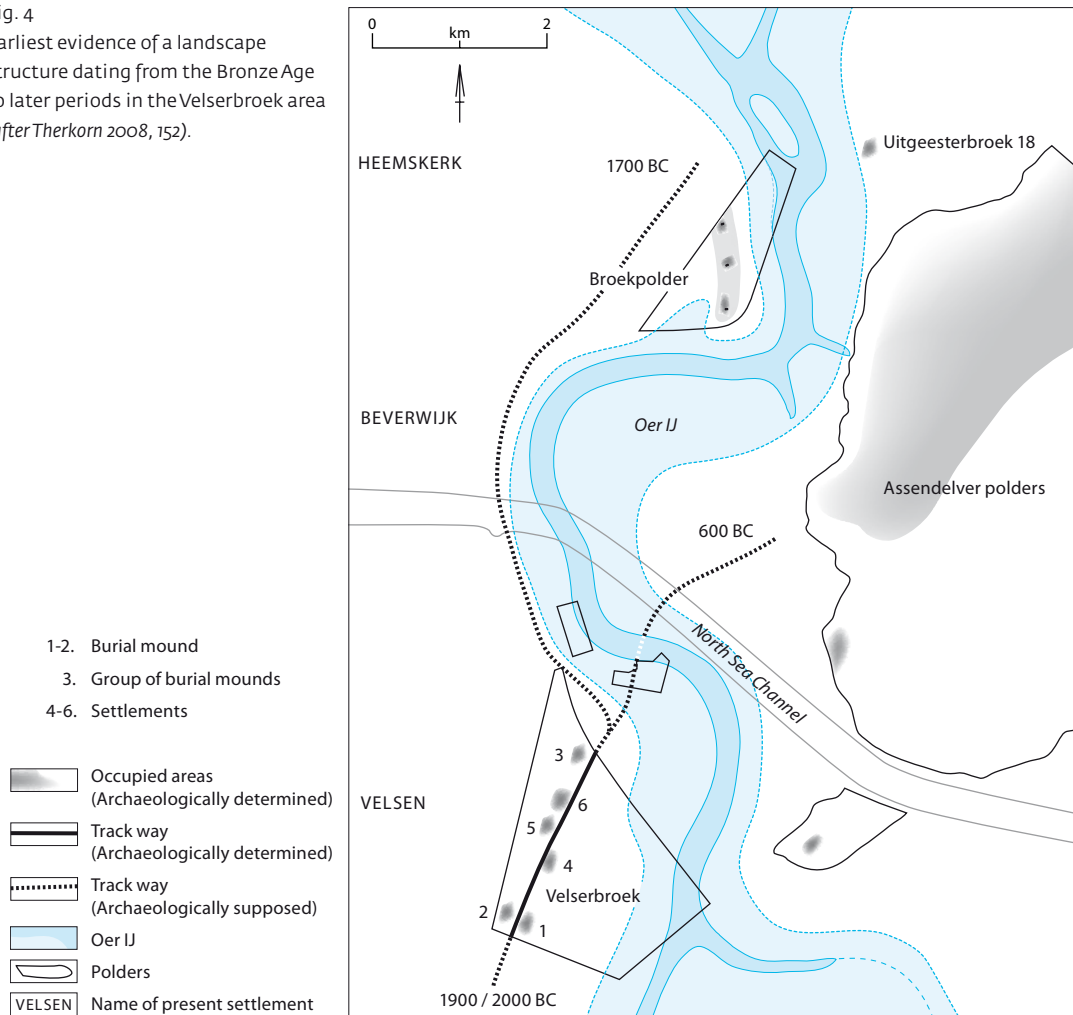 ig. 4
arliest evidence of a landscape
tructure dating from the Bronze Age
o later periods in the Velserbroek area
after Therkorn 2008, 152).
0 2
km
HEEMSKERK
1700 BC
Uitgeesterbroek 18
Broekpolder
BEVERWIJK
Oer IJ
Assendelver polders
600 BC
North Sea Channel
1-2. Burial mound
3. Group of burial mounds
4-6. Settlements
3
6
5
4
2
1
VELSEN
Velserbroek
1900 / 2000 BC
Occupied areas
(Archaeologically determined)
Track way
(Archaeologically determined)
Track way
(Archaeologically supposed)
Oer IJ
Polders
VELSEN Name of present settlement